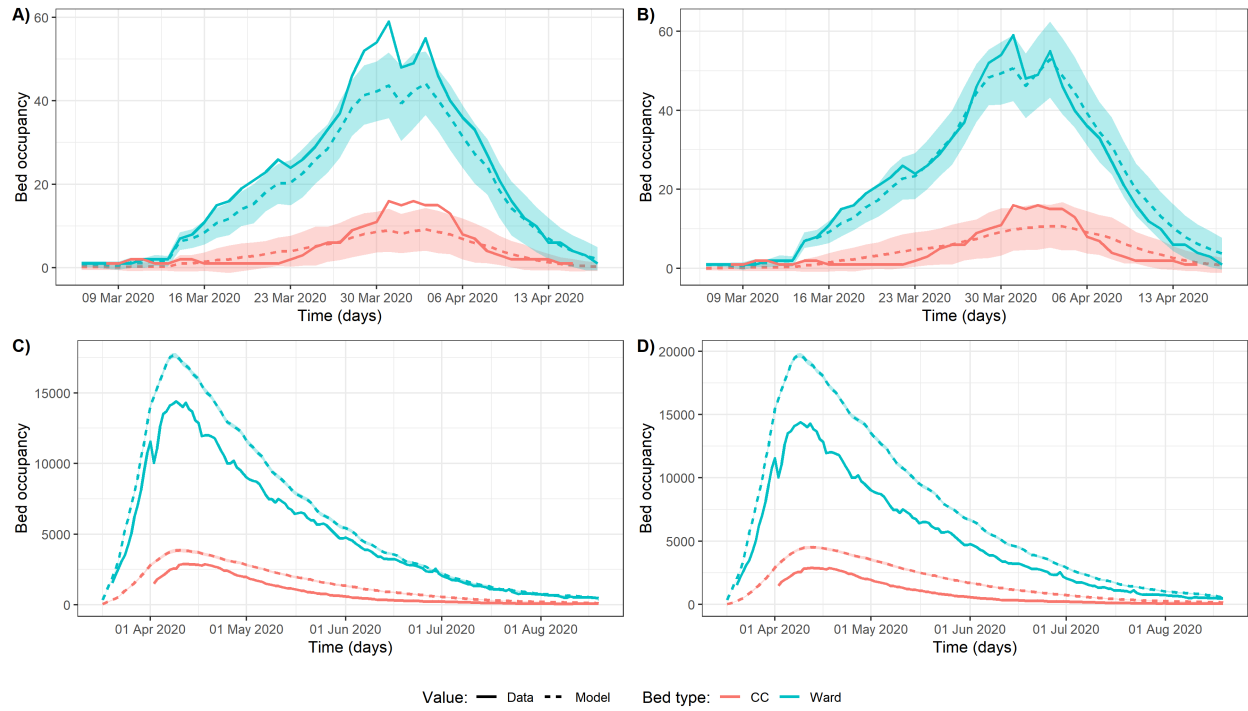 A)
60
40
20
0
Bed occupancy
09 Mar 2020 16 Mar 2020 23 Mar 2020 30 Mar 2020 06 Apr 2020 13 Apr 2020
Time (days)
B)
60
40
20
0
Bed occupancy
09 Mar 2020 16 Mar 2020 23 Mar 2020 30 Mar 2020 06 Apr 2020 13 Apr 2020
Time (days)
C)
15000
10000
5000
0
Bed occupancy
01 Apr 2020 01 May 2020 01 Jun 2020 01 Jul 2020 01 Aug 2020
Time (days)
D)
20000
15000
10000
5000
0
Bed occupancy
01 Apr 2020 01 May 2020 01 Jun 2020 01 Jul 2020 01 Aug 2020
Time (days)
Value: Data Model Bed type: CC Ward